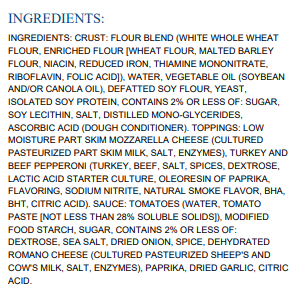 INGREDIENTS:
INGREDIENTS: CRUST: FLOUR BLEND (WHITE WHOLE WHEAT
FLOUR, ENRICHED FLOUR [WHEAT FLOUR, MALTED BARLEY
FLOUR, NIACIN, REDUCED IRON, THIAMINE MONONITRATE,
RIBOFLAVIN, FOLIC ACID]), WATER, VEGETABLE OIL (SOYBEAN
AND/OR CANOLA OIL), DEFATTED SOY FLOUR, YEAST,
ISOLATED SOY PROTEIN, CONTAINS 2% OR LESS OF: SUGAR,
SOY LECITHIN, SALT, DISTILLED MONO-GLYCERIDES,
ASCORBIC ACID (DOUGH CONDITIONER). TOPPINGS: LOW
MOISTURE PART SKIM MOZZARELLA CHEESE (CULTURED
PASTEURIZED PART SKIM MILK, SALT, ENZYMES), TURKEY AND
BEEF PEPPERONI (TURKEY, BEEF, SALT, SPICES, DEXTROSE,
LACTIC ACID STARTER CULTURE, OLEORESIN OF PAPRIKA,
FLAVORING, SODIUM NITRITE, NATURAL SMOKE FLAVOR, BHA,
BHT, CITRIC ACID). SAUCE: TOMATOES (WATER, TOMATO
PASTE [NOT LESS THAN 28% SOLUBLE SOLIDS]), MODIFIED
FOOD STARCH, SUGAR, CONTAINS 2% OR LESS OF:
DEXTROSE, SEA SALT, DRIED ONION, SPICE, DEHYDRATED
ROMANO CHEESE (CULTURED PASTEURIZED SHEEP'S AND
COW'S MILK, SALT, ENZYMES), PAPRIKA, DRIED GARLIC, CITRIC
ACID.